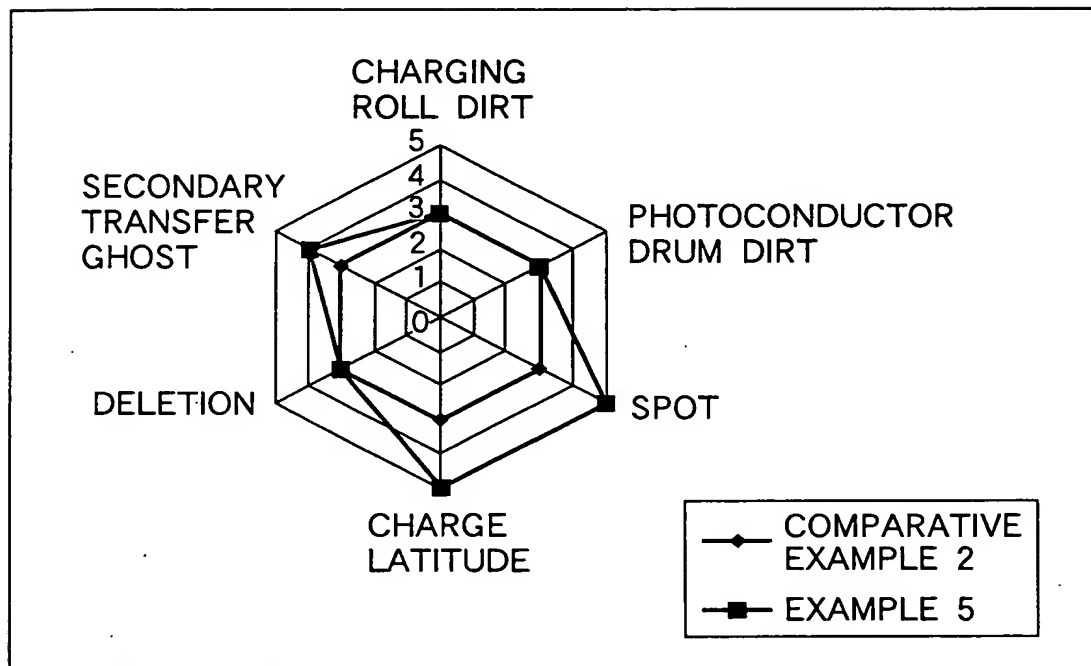 CHARGING
ROLL DIRT
5
4
3
2
1
0
SECONDARY
TRANSFER
GHOST
PHOTOCONDUCTOR
DRUM DIRT
DELETION
SPOT
CHARGE
LATITUDE
COMPARATIVE
EXAMPLE 2
EXAMPLE 5